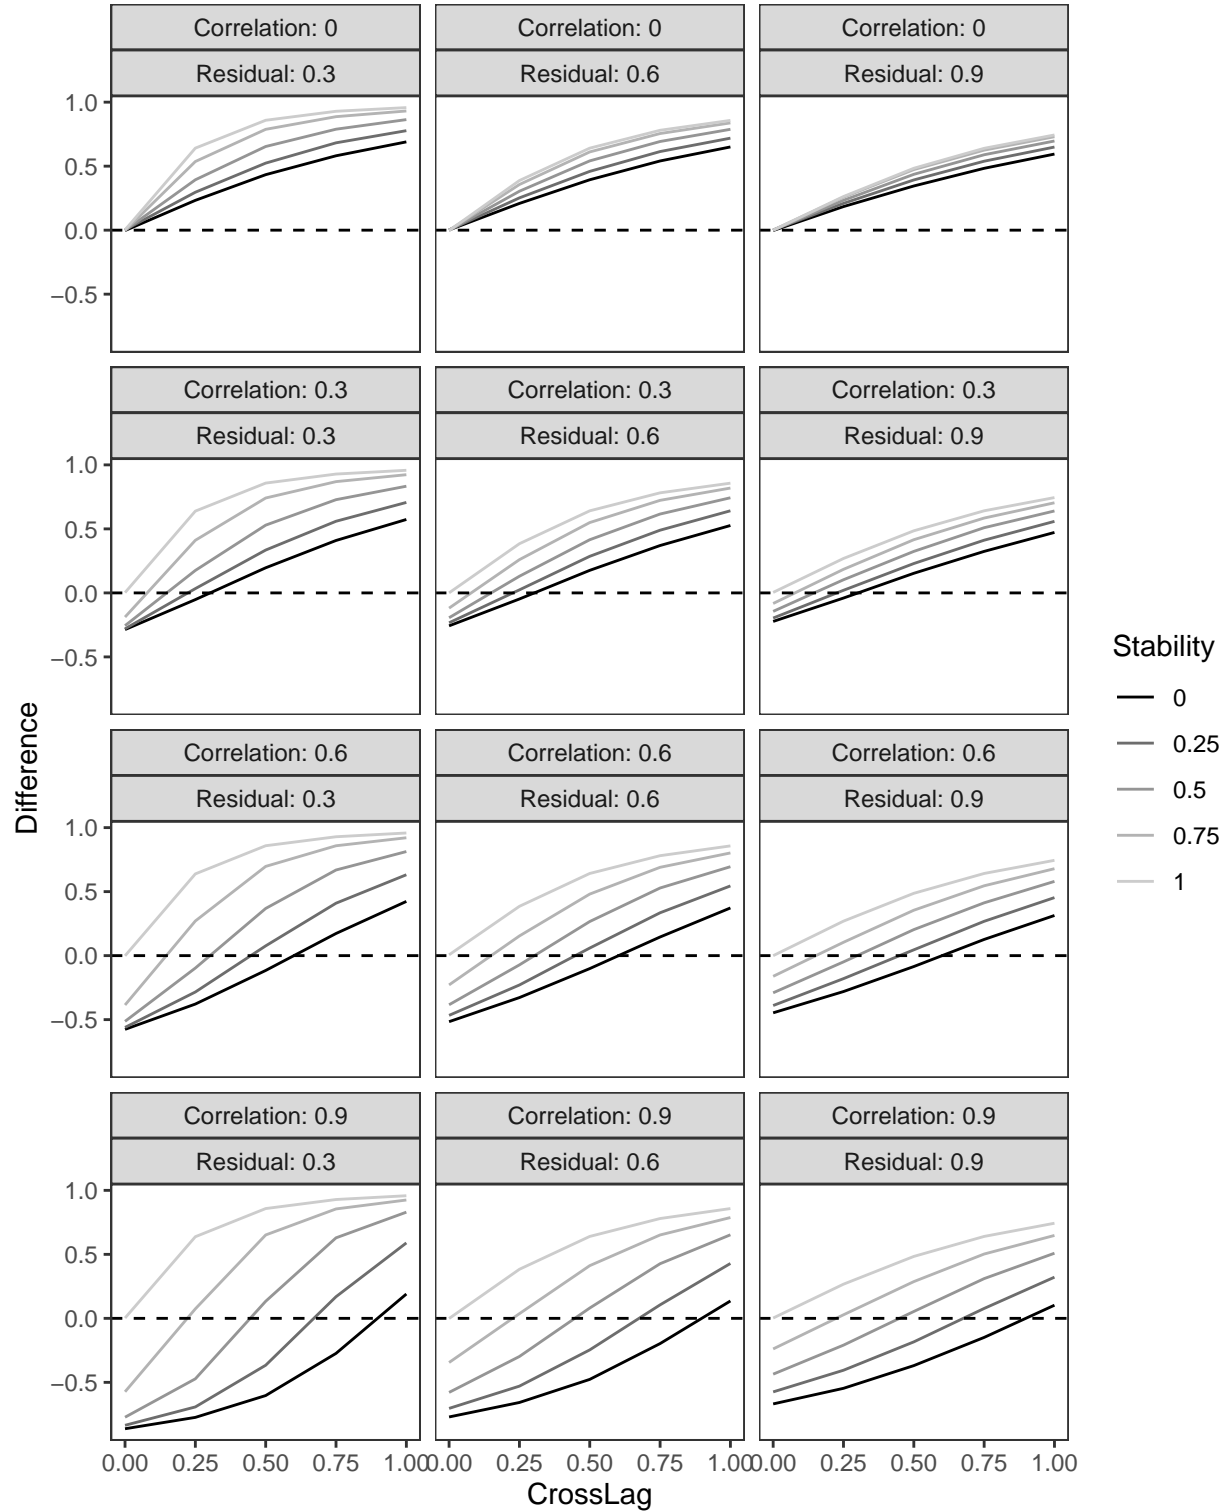 Correlation: 0 Correlation: 0 Correlation: 0
Residual: 0.3 Residual: 0.6 Residual: 0.9
1.0
0.5
0.0
−0.5
Correlation: 0.3 Correlation: 0.3 Correlation: 0.3
Residual: 0.3 Residual: 0.6 Residual: 0.9
1.0
0.5
0.0
−0.5
Correlation: 0.6 Correlation: 0.6 Correlation: 0.6
Residual: 0.3 Residual: 0.6 Residual: 0.9
1.0
0.5
0.0
−0.5
Correlation: 0.9 Correlation: 0.9 Correlation: 0.9
Residual: 0.3 Residual: 0.6 Residual: 0.9
1.0
0.5
0.0
−0.5
0.00 0.25 0.50 0.75 1.00 0.00 0.25 0.50 0.75 1.00 0.00 0.25 0.50 0.75 1.00
CrossLag
Difference
Stability
0
0.25
0.5
0.75
1